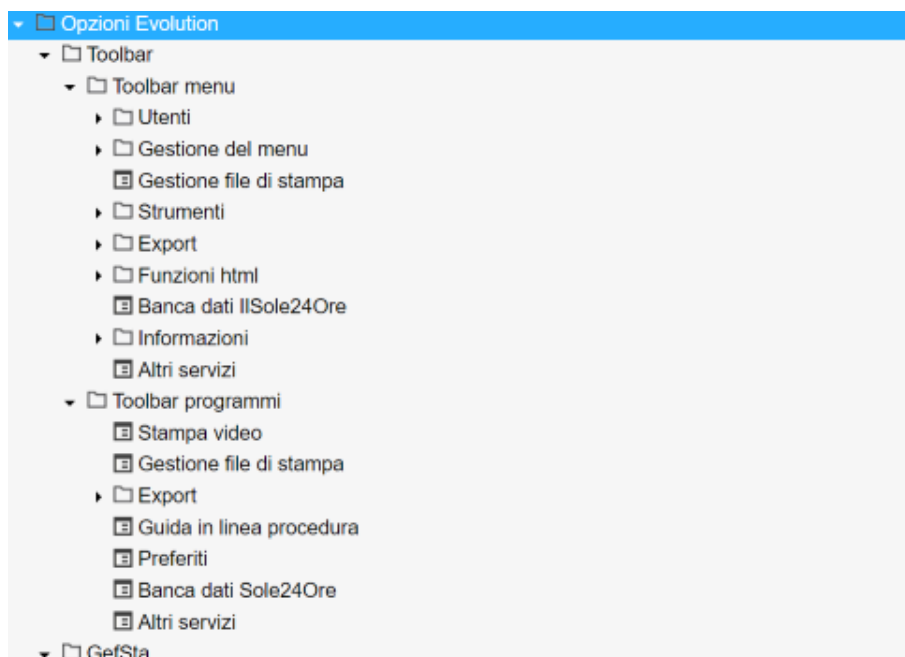 Opzioni Evolution
Toolbar
Toolbar menu
Utenti
Gestione del menu
Gestione file di stampa
Strumenti
Export
Funzioni html
Banca dati IlSole24Ore
Informazioni
Altri servizi
Toolbar programmi
Stampa video
Gestione file di stampa
Export
Guida in linea procedura
Preferiti
Banca dati Sole24Ore
Altri servizi
GefSta